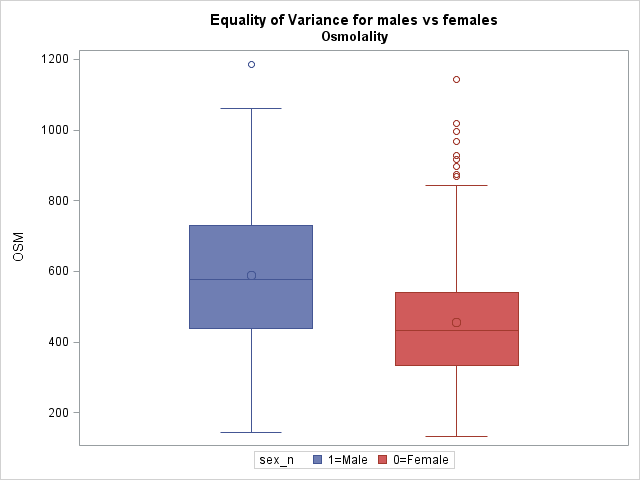 Equality of Variance for males vs females
Osmolality
1200
1000
800
600
400
200
OSM
sex_n 1=Male 0=Female